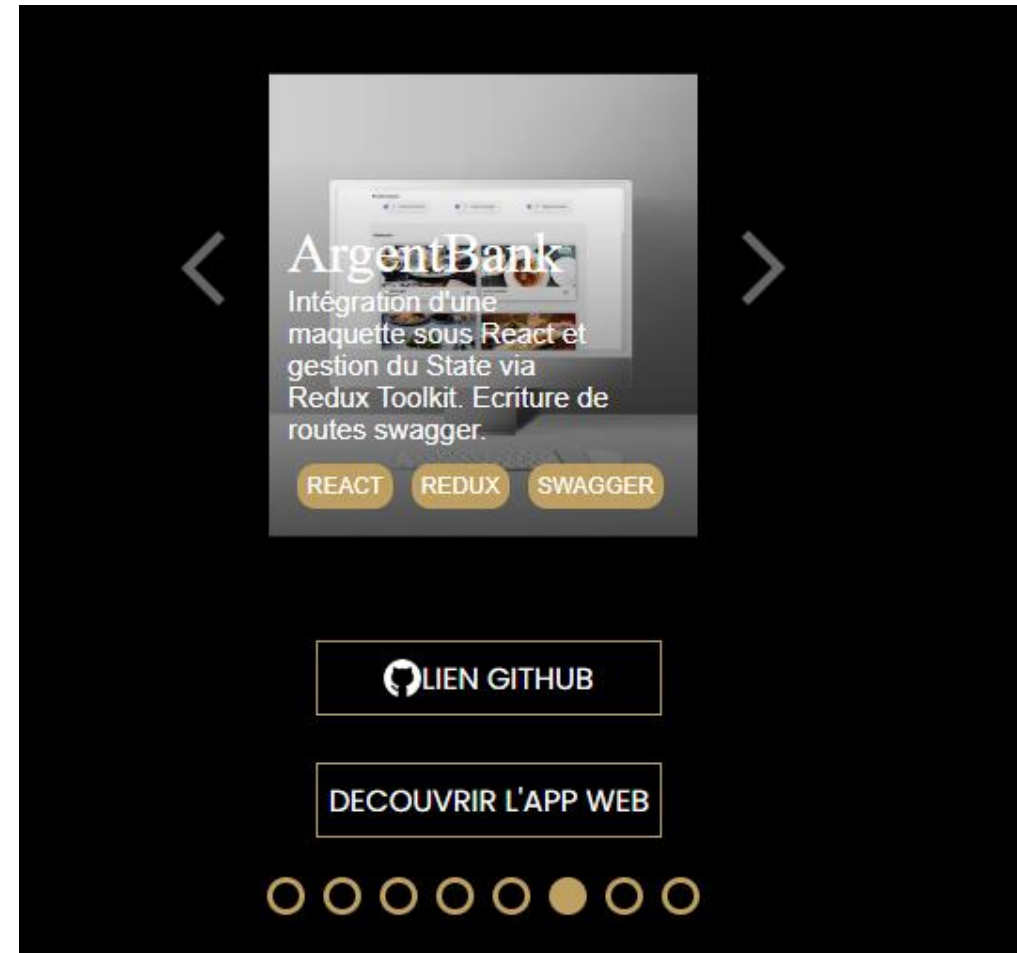 ArgentBank
Intégration d'une
maquette sous React et
gestion du State via
Redux Toolkit. Ecriture de
routes swagger.
REACT REDUX SWAGGER
LIEN GITHUB
DECOUVRIR L'APP WEB